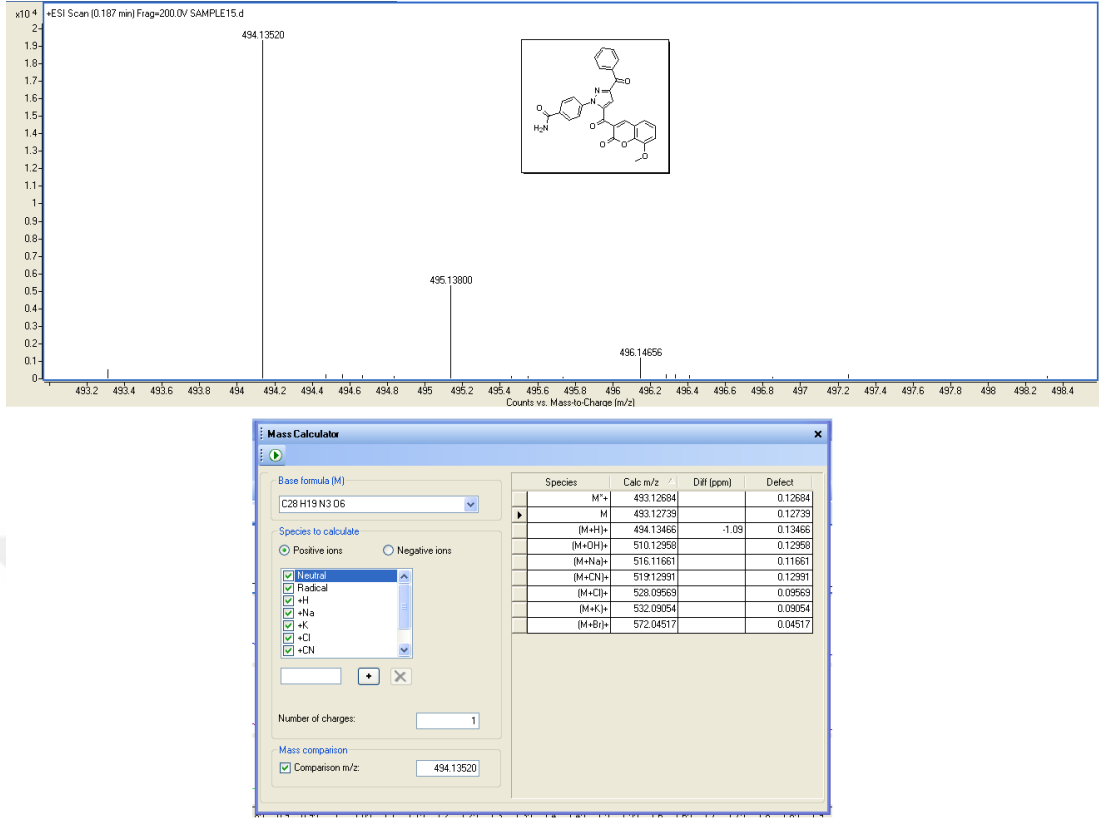 x10 4 +ESI Scan (0.187 min) Frag=200.0V SAMPLE15.d
2
1.9
1.8
1.7
1.6
1.5
1.4
1.3
1.2
1.1
1
0.9
0.8
0.7
0.6
0.5
0.4
0.3
0.2
0.1
0
494.13520
495.13800
496.14656
O
N
N
O
H2N
O
O
O
O
493.2 493.4 493.6 493.8 494 494.2 494.4 494.6 494.8 495 495.2 495.4 495.6 495.8 496 496.2 496.4 496.6 496.8 497 497.2 497.4 497.6 497.8 498 498.2 498.4
Counts vs. Mass-to-Charge (m/z)
Mass Calculator
Base formula (M)
C28 H19 N3 O6
Species to calculate
Positive ions Negative ions
Neutral
Radical
+H
+Na
+K
+Cl
+CN
+
Number of charges: 1
Mass comparison
Comparison m/z: 494.13520
Species Calc m/z Diff (ppm) Defect
M*+ 493.12684 0.12684
M 493.12739 0.12739
(M+H)+ 494.13466 -1.09 0.13466
(M+OH)+ 510.12958 0.12958
(M+Na)+ 516.11661 0.11661
(M+CN)+ 519.12991 0.12991
(M+Cl)+ 528.09569 0.09569
(M+K)+ 532.09054 0.09054
(M+Br)+ 572.04517 0.04517